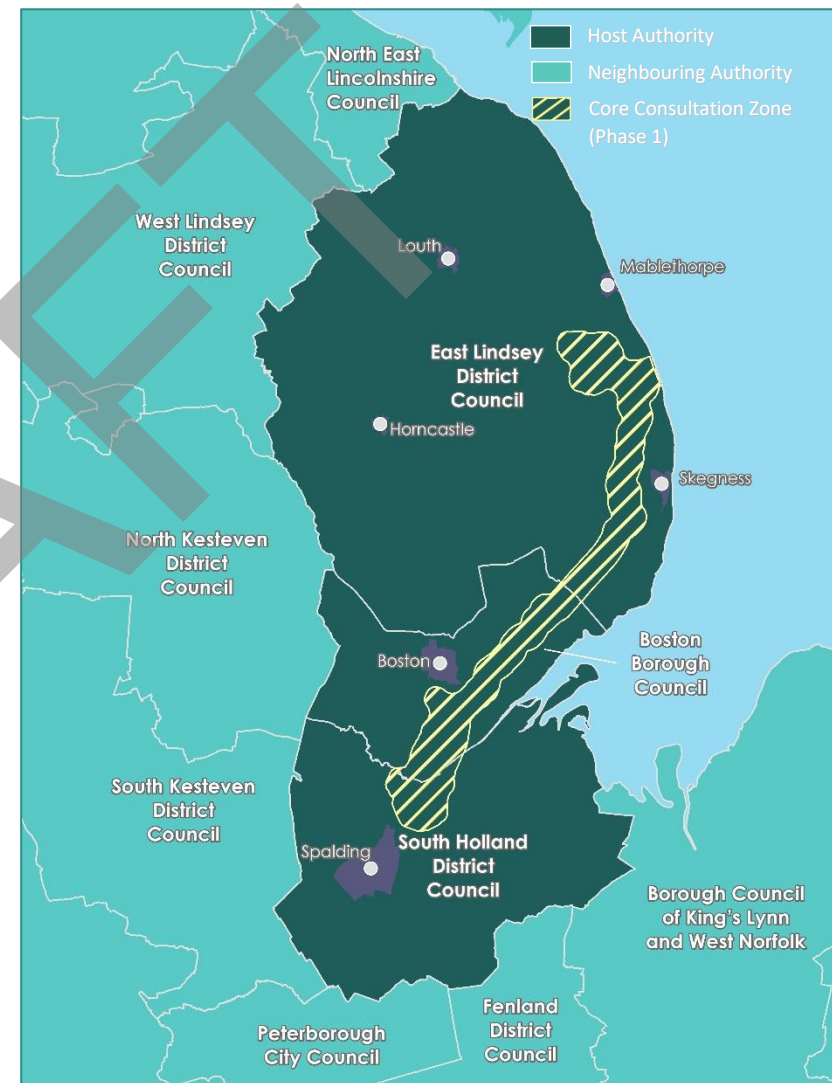 Host Authority
Neighbouring Authority
Core Consultation Zone
(Phase 1)
North East
Lincolnshire
Council
West Lindsey
District
Council
Louth
Mablethorpe
East Lindsey
District
Council
Horncastle
Skegness
North Kesteven
District
Council
Boston
Boston
Borough
Council
South Kesteven
District
Council
Spalding
South Holland
District
Council
Borough Council
of King's Lynn
and West Norfolk
Peterborough
City Council
Fenland
District
Council
AFT